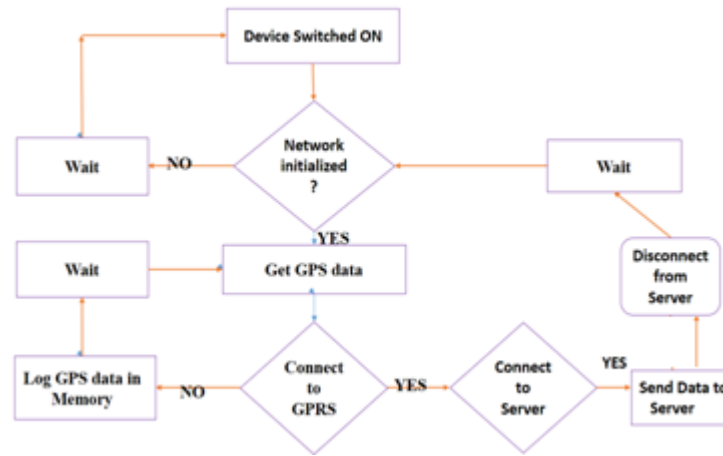 Device Switched ON
Network
initialized
?
Wait
NO
Wait
YES
Wait
Get GPS data
Disconnect
from
Server
Log GPS data in
Memory
NO
Connect
to
GPRS
YES
Connect
to
Server
YES
Send Data to
Server